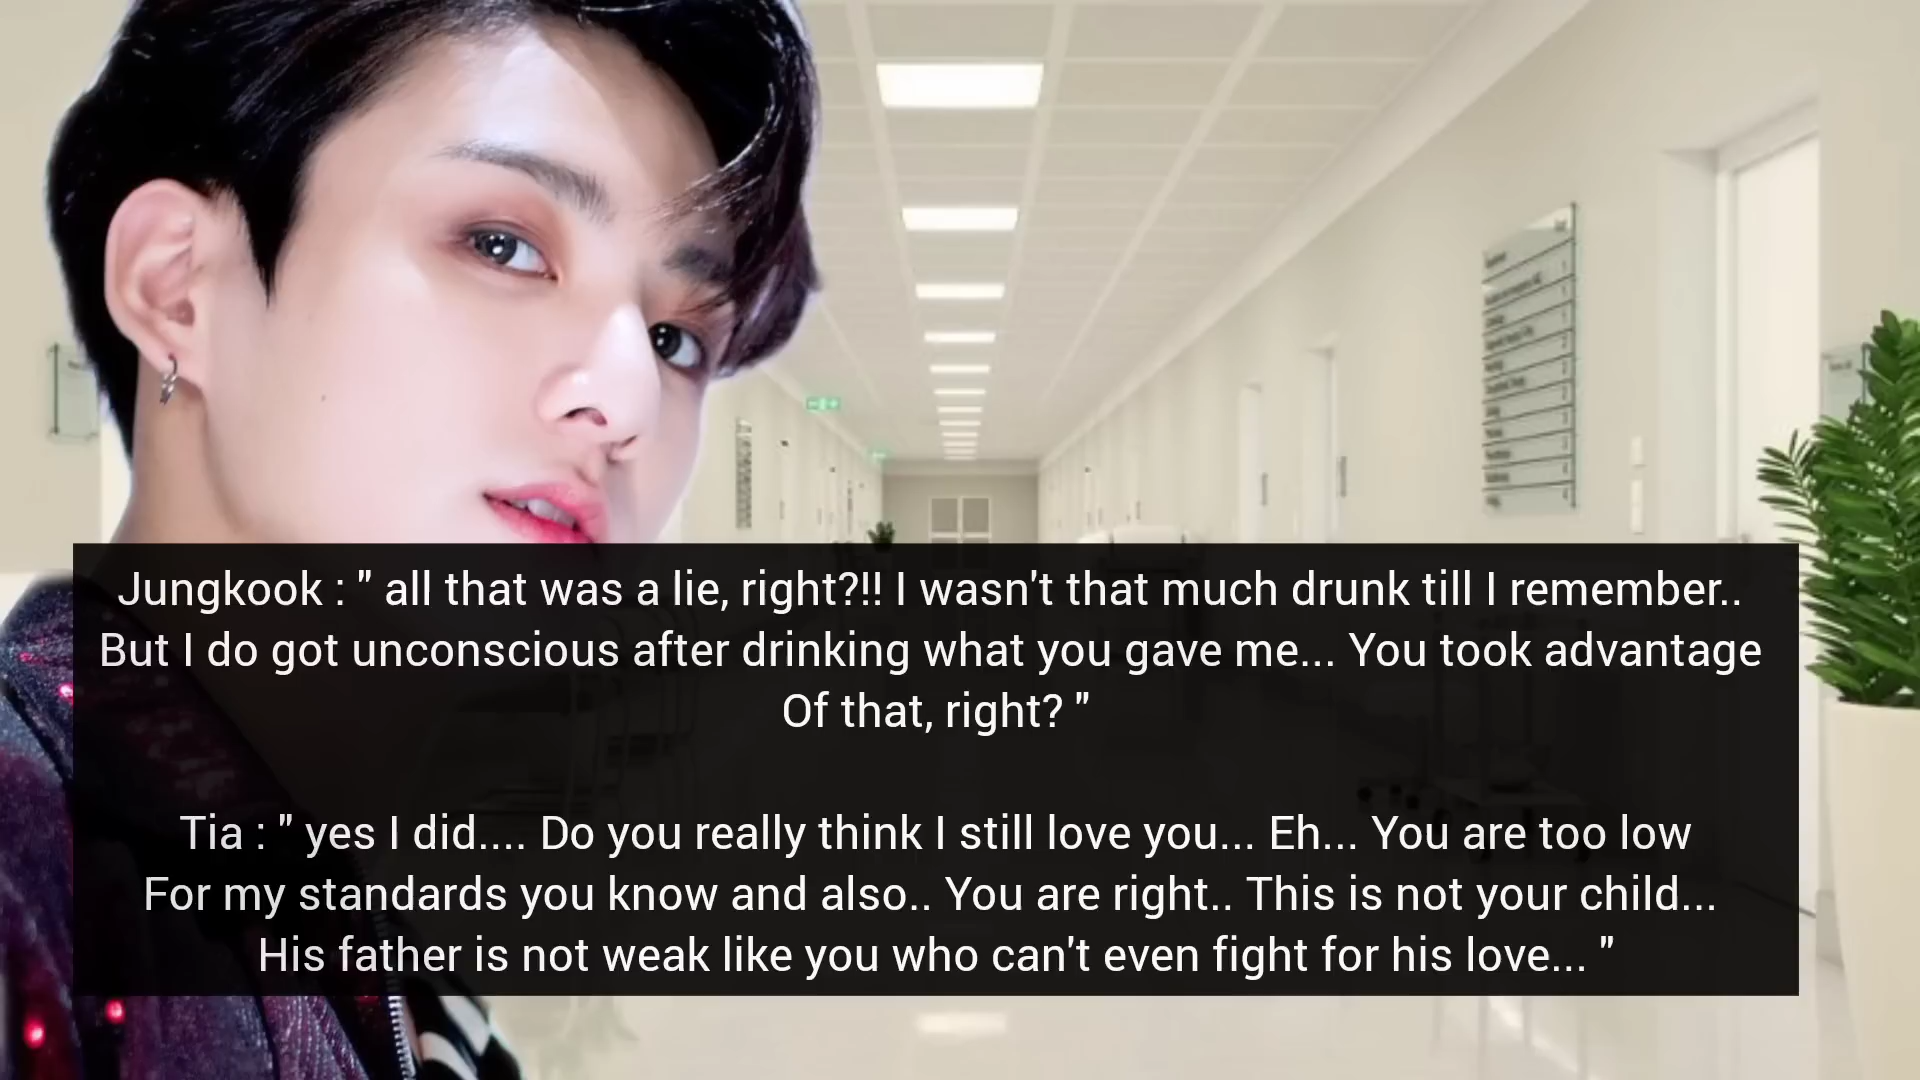 Jungkook : " all that was a lie, right?!! I wasn't that much drunk till I remember..
But I do got unconscious after drinking what you gave me... You took advantage
Of that, right? "
Tia : " yes I did.... Do you really think I still love you... Eh... You are too low
For my standards you know and also.. You are right.. This is not your child...
His father is not weak like you who can't even fight for his love... "